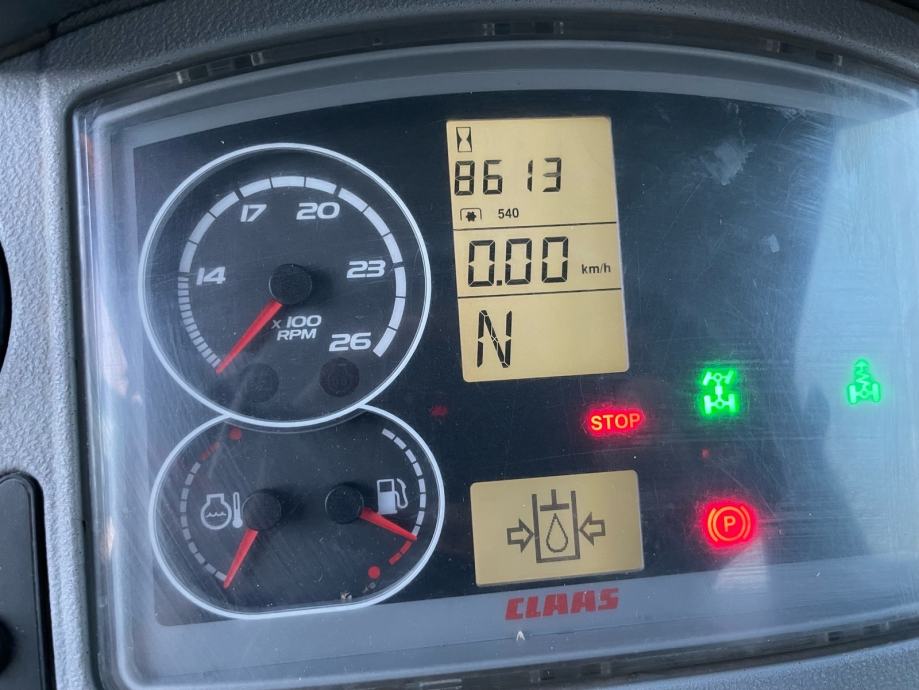 8613
540
0.00 km/h
N
14
17
20
23
26
x100
RPM
STOP
P
CLAAS